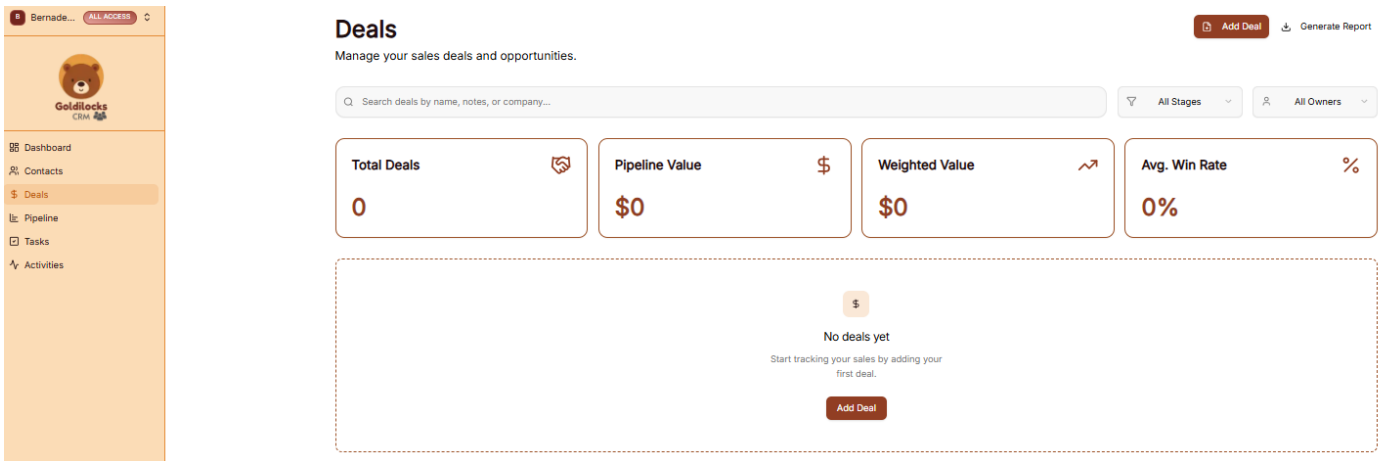 B Bernade... ALL ACCESS
Goldilocks
CRM
Dashboard
Contacts
Deals
Pipeline
Tasks
Activities
Deals
Manage your sales deals and opportunities.
Add Deal
Generate Report
Search deals by name, notes, or company...
All Stages
All Owners
Total Deals
0
Pipeline Value
$0
Weighted Value
$0
Avg. Win Rate
0%
No deals yet
Start tracking your sales by adding your
first deal.
Add Deal